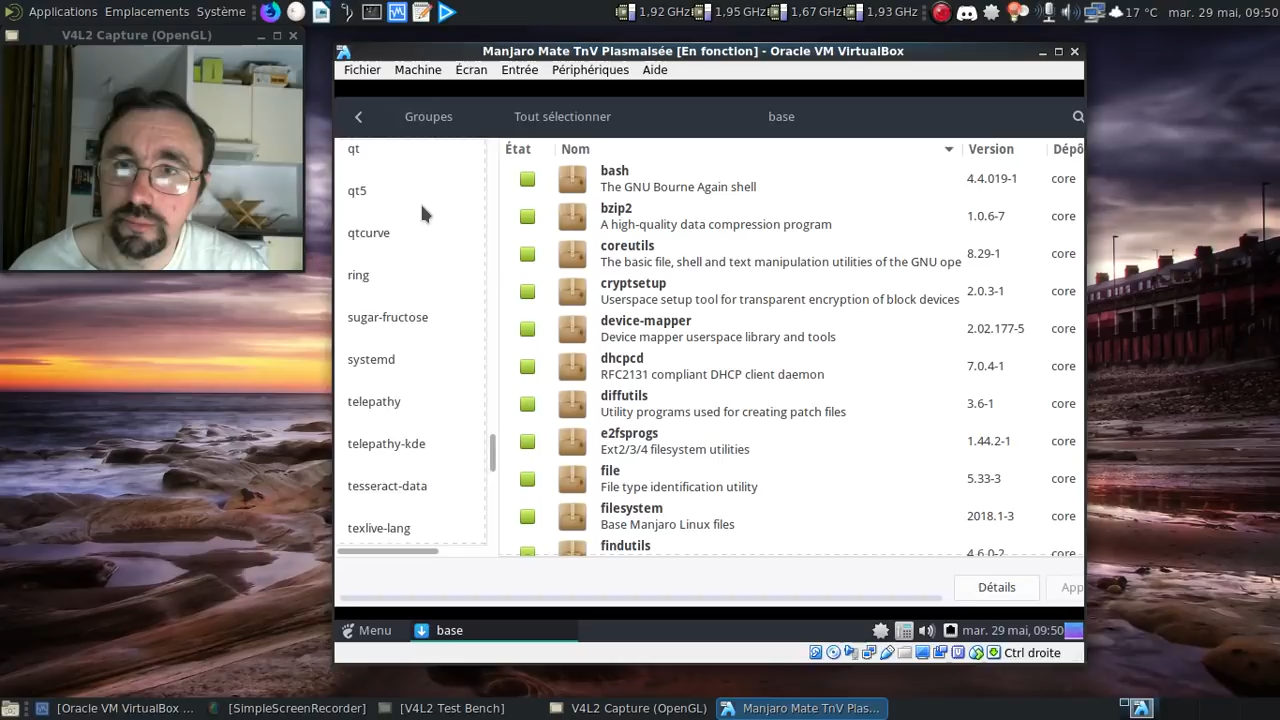 Applications Emplacements Système 1,92 GHz 1,95 GHz 1,67 GHz 1,93 GHz 17 °C mar. 29 mai, 09:50
V4L2 Capture (OpenGL)
Manjaro Mate TnV Plasmaisée [En fonction] - Oracle VM VirtualBox
Fichier Machine Écran Entrée Périphériques Aide
Groupes Tout sélectionner base
État Nom Version Dépô
qt
qt5
qtcurve
ring
sugar-fructose
systemd
telepathy
telepathy-kde
tesseract-data
texlive-lang
bash 4.4.019-1 core
The GNU Bourne Again shell
bzip2 1.0.6-7 core
A high-quality data compression program
coreutils 8.29-1 core
The basic file, shell and text manipulation utilities of the GNU ope
cryptsetup 2.0.3-1 core
Userspace setup tool for transparent encryption of block devices
device-mapper 2.02.177-5 core
Device mapper userspace library and tools
dhcpcd 7.0.4-1 core
RFC2131 compliant DHCP client daemon
diffutils 3.6-1 core
Utility programs used for creating patch files
e2fsprogs 1.44.2-1 core
Ext2/3/4 filesystem utilities
file 5.33-3 core
File type identification utility
filesystem 2018.1-3 core
Base Manjaro Linux files
findutils 4.6.0-2 core
Détails App
Menu base mar. 29 mai, 09:50
Ctrl droite
[Oracle VM VirtualBox ... [SimpleScreenRecorder] [V4L2 Test Bench] V4L2 Capture (OpenGL) Manjaro Mate TnV Plas...